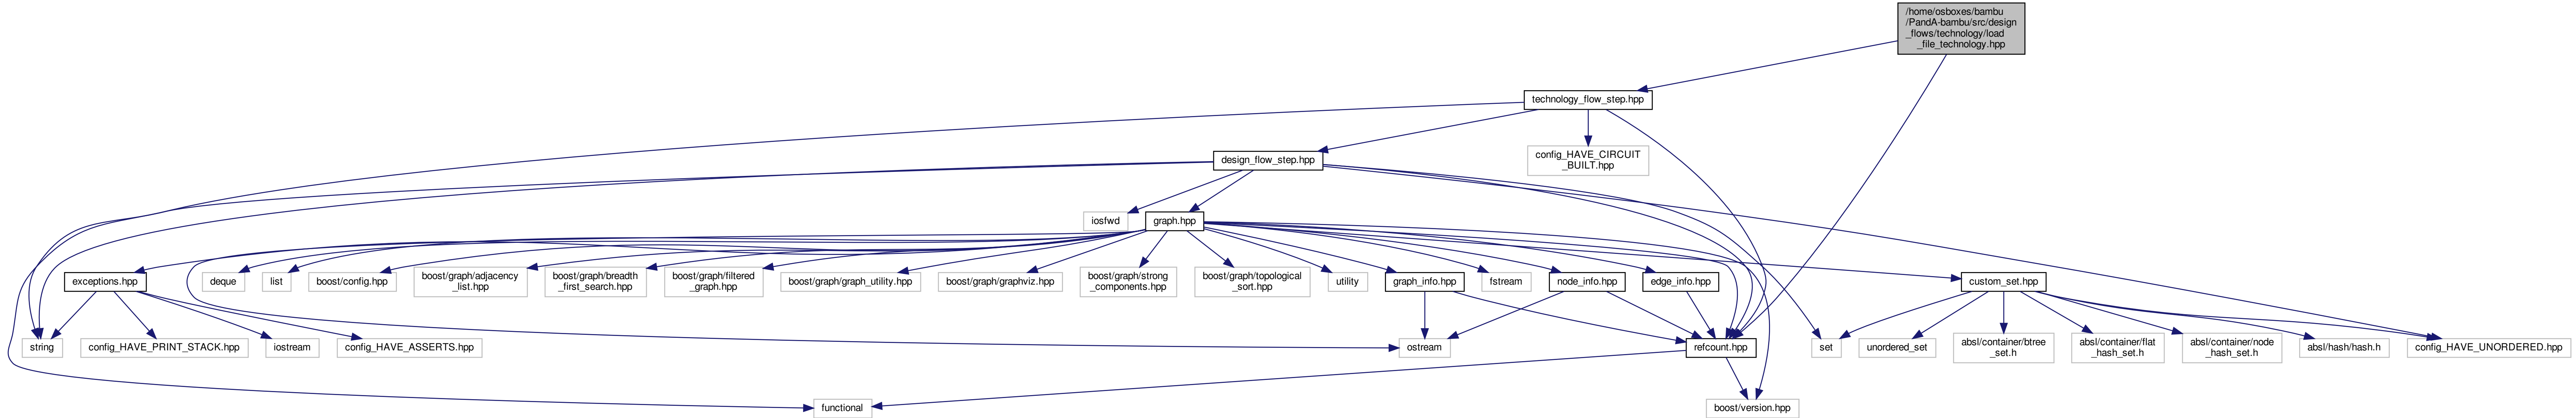 /home/osboxes/bambu
/PandA-bambu/src/design
_flows/technology/load
_file_technology.hpp
technology_flow_step.hpp
design_flow_step.hpp
config_HAVE_CIRCUIT
_BUILT.hpp
iosfwd
graph.hpp
exceptions.hpp
deque
list
boost/config.hpp
boost/graph/adjacency
_list.hpp
boost/graph/breadth
_first_search.hpp
boost/graph/filtered
_graph.hpp
boost/graph/graph_utility.hpp
boost/graph/graphviz.hpp
boost/graph/strong
_components.hpp
boost/graph/topological
_sort.hpp
utility
graph_info.hpp
fstream
node_info.hpp
edge_info.hpp
custom_set.hpp
string
config_HAVE_PRINT_STACK.hpp
iostream
config_HAVE_ASSERTS.hpp
ostream
refcount.hpp
set
unordered_set
absl/container/btree
_set.h
absl/container/flat
_hash_set.h
absl/container/node
_hash_set.h
absl/hash/hash.h
config_HAVE_UNORDERED.hpp
functional
boost/version.hpp